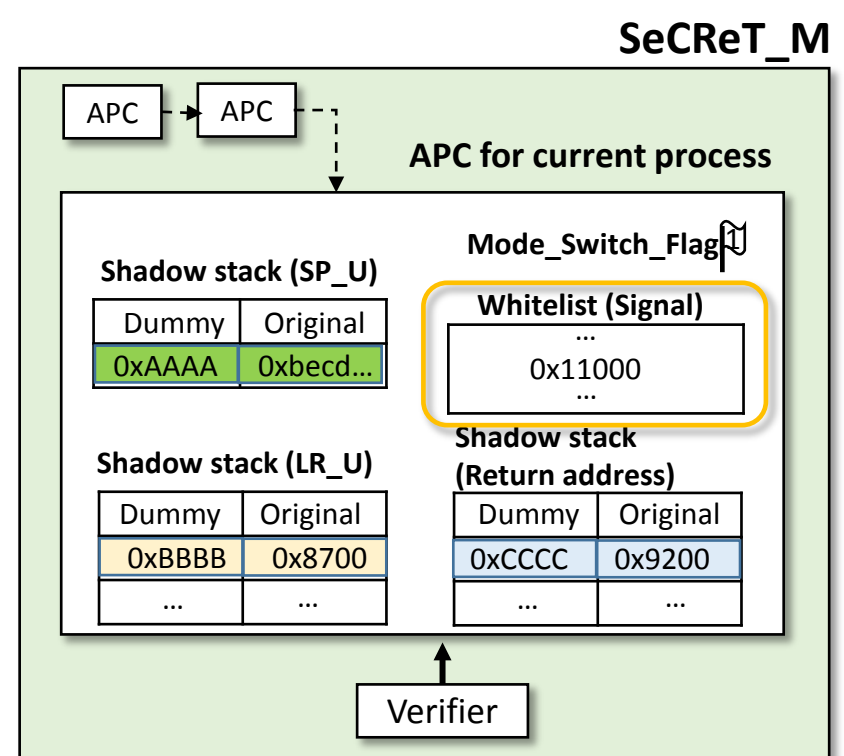 SeCReT_M
APC
APC
APC for current process
Mode_Switch_Flag
1
Shadow stack (SP_U)
Dummy Original
0xAAAA 0xbecd...
Whitelist (Signal)
...
0x11000
...
Shadow stack (LR_U)
Dummy Original
0xBBBB 0x8700
... ...
Shadow stack
(Return address)
Dummy Original
0xCCCC 0x9200
... ...
Verifier